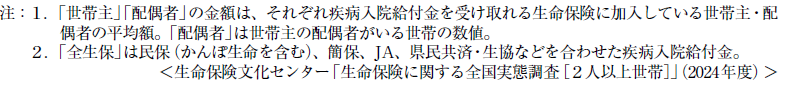 注：１．「世帯主」「配偶者」の金額は、それぞれ疾病入院給付金を受け取れる生命保険に加入している世帯主・配
偶者の平均額。「配偶者」は世帯主の配偶者がいる世帯の数値。
２．「全生保」は民保（かんぽ生命を含む）、簡保、JA、県民共済・生協などを合わせた疾病入院給付金。
＜生命保険文化センター「生命保険に関する全国実態調査［２人以上世帯］」（2024年度）＞